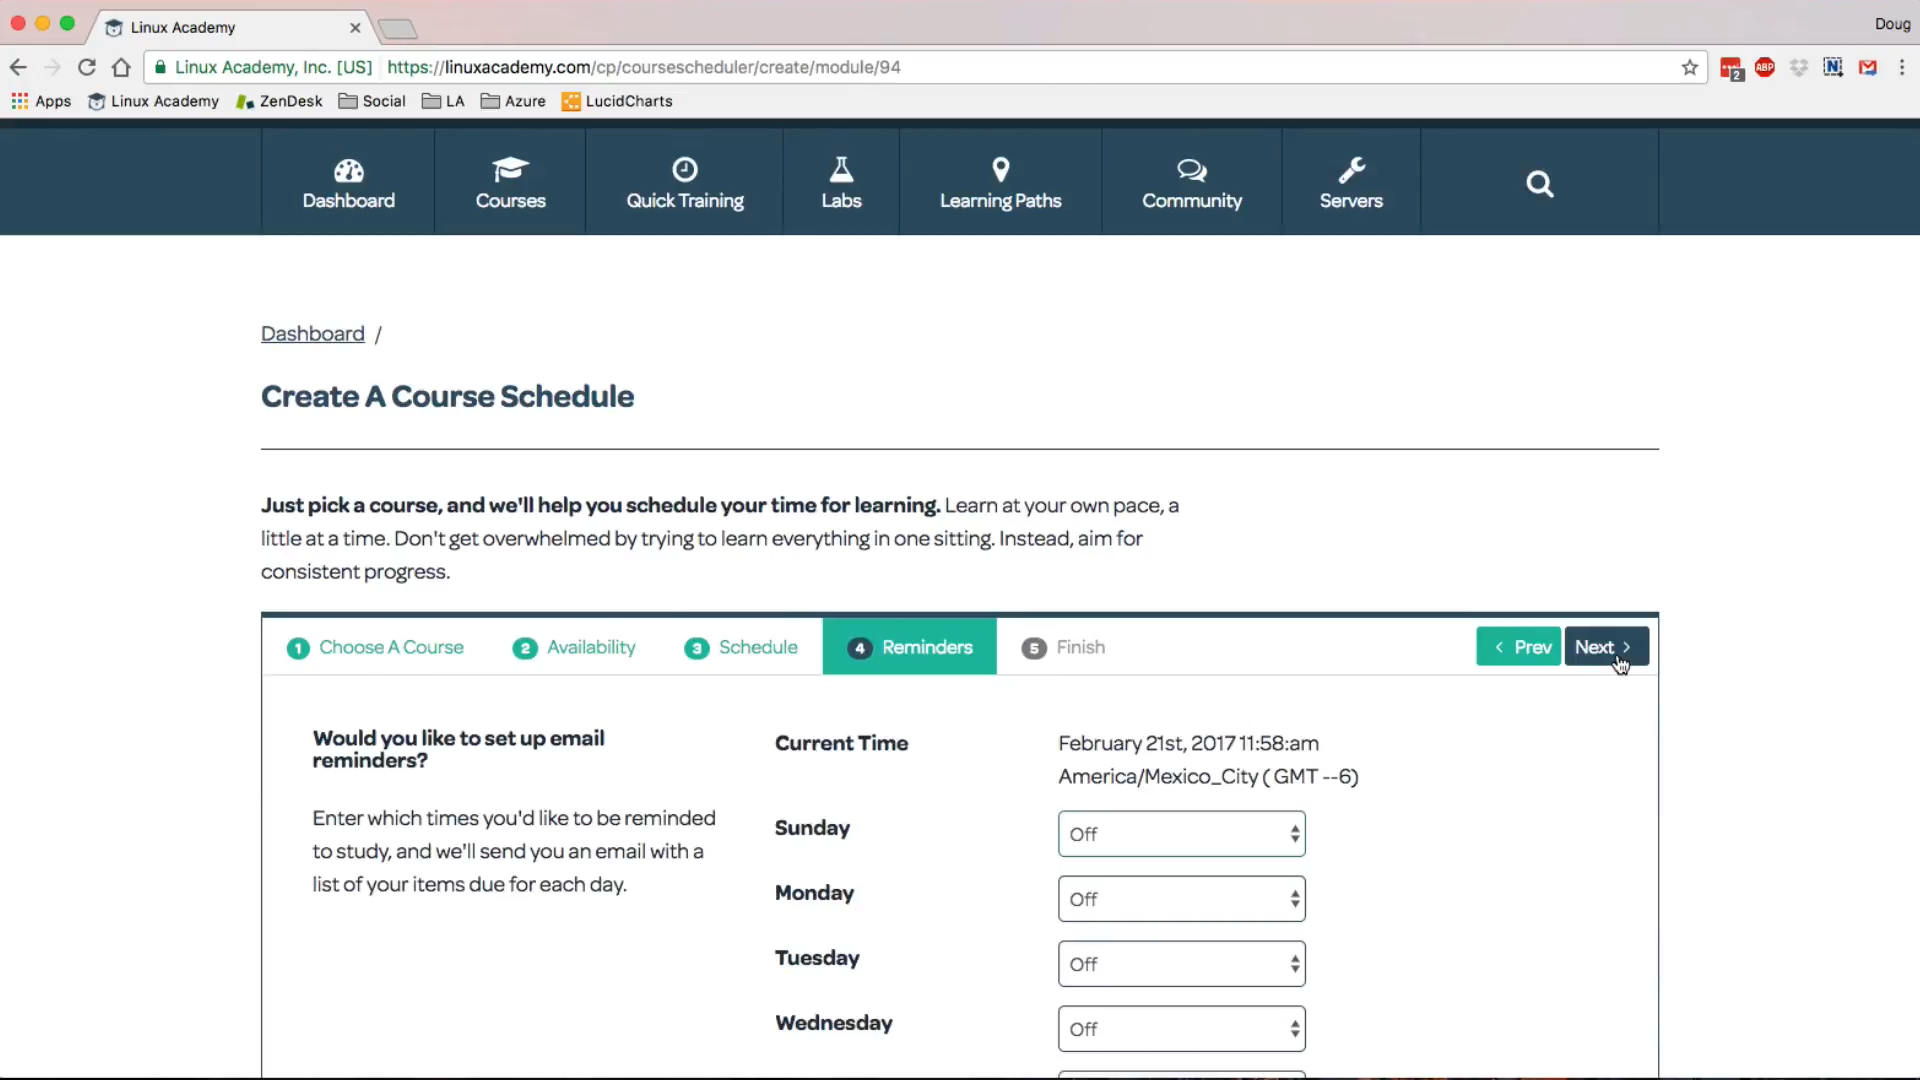 Linux Academy
Doug
Linux Academy, Inc. [US] https://linuxacademy.com/cp/coursescheduler/create/module/94
2
ABP
N
Apps Linux Academy ZenDesk Social LA Azure LucidCharts
Dashboard Courses Quick Training Labs Learning Paths Community Servers
Dashboard /
Create A Course Schedule
Just pick a course, and we'll help you schedule your time for learning. Learn at your own pace, a
little at a time. Don't get overwhelmed by trying to learn everything in one sitting. Instead, aim for
consistent progress.
1 Choose A Course 2 Availability 3 Schedule 4 Reminders 5 Finish < Prev Next >
Would you like to set up email
reminders?
Enter which times you'd like to be reminded
to study, and we'll send you an email with a
list of your items due for each day.
Current Time February 21st, 2017 11:58:am
America/Mexico_City ( GMT --6)
Sunday Off
Monday Off
Tuesday Off
Wednesday Off